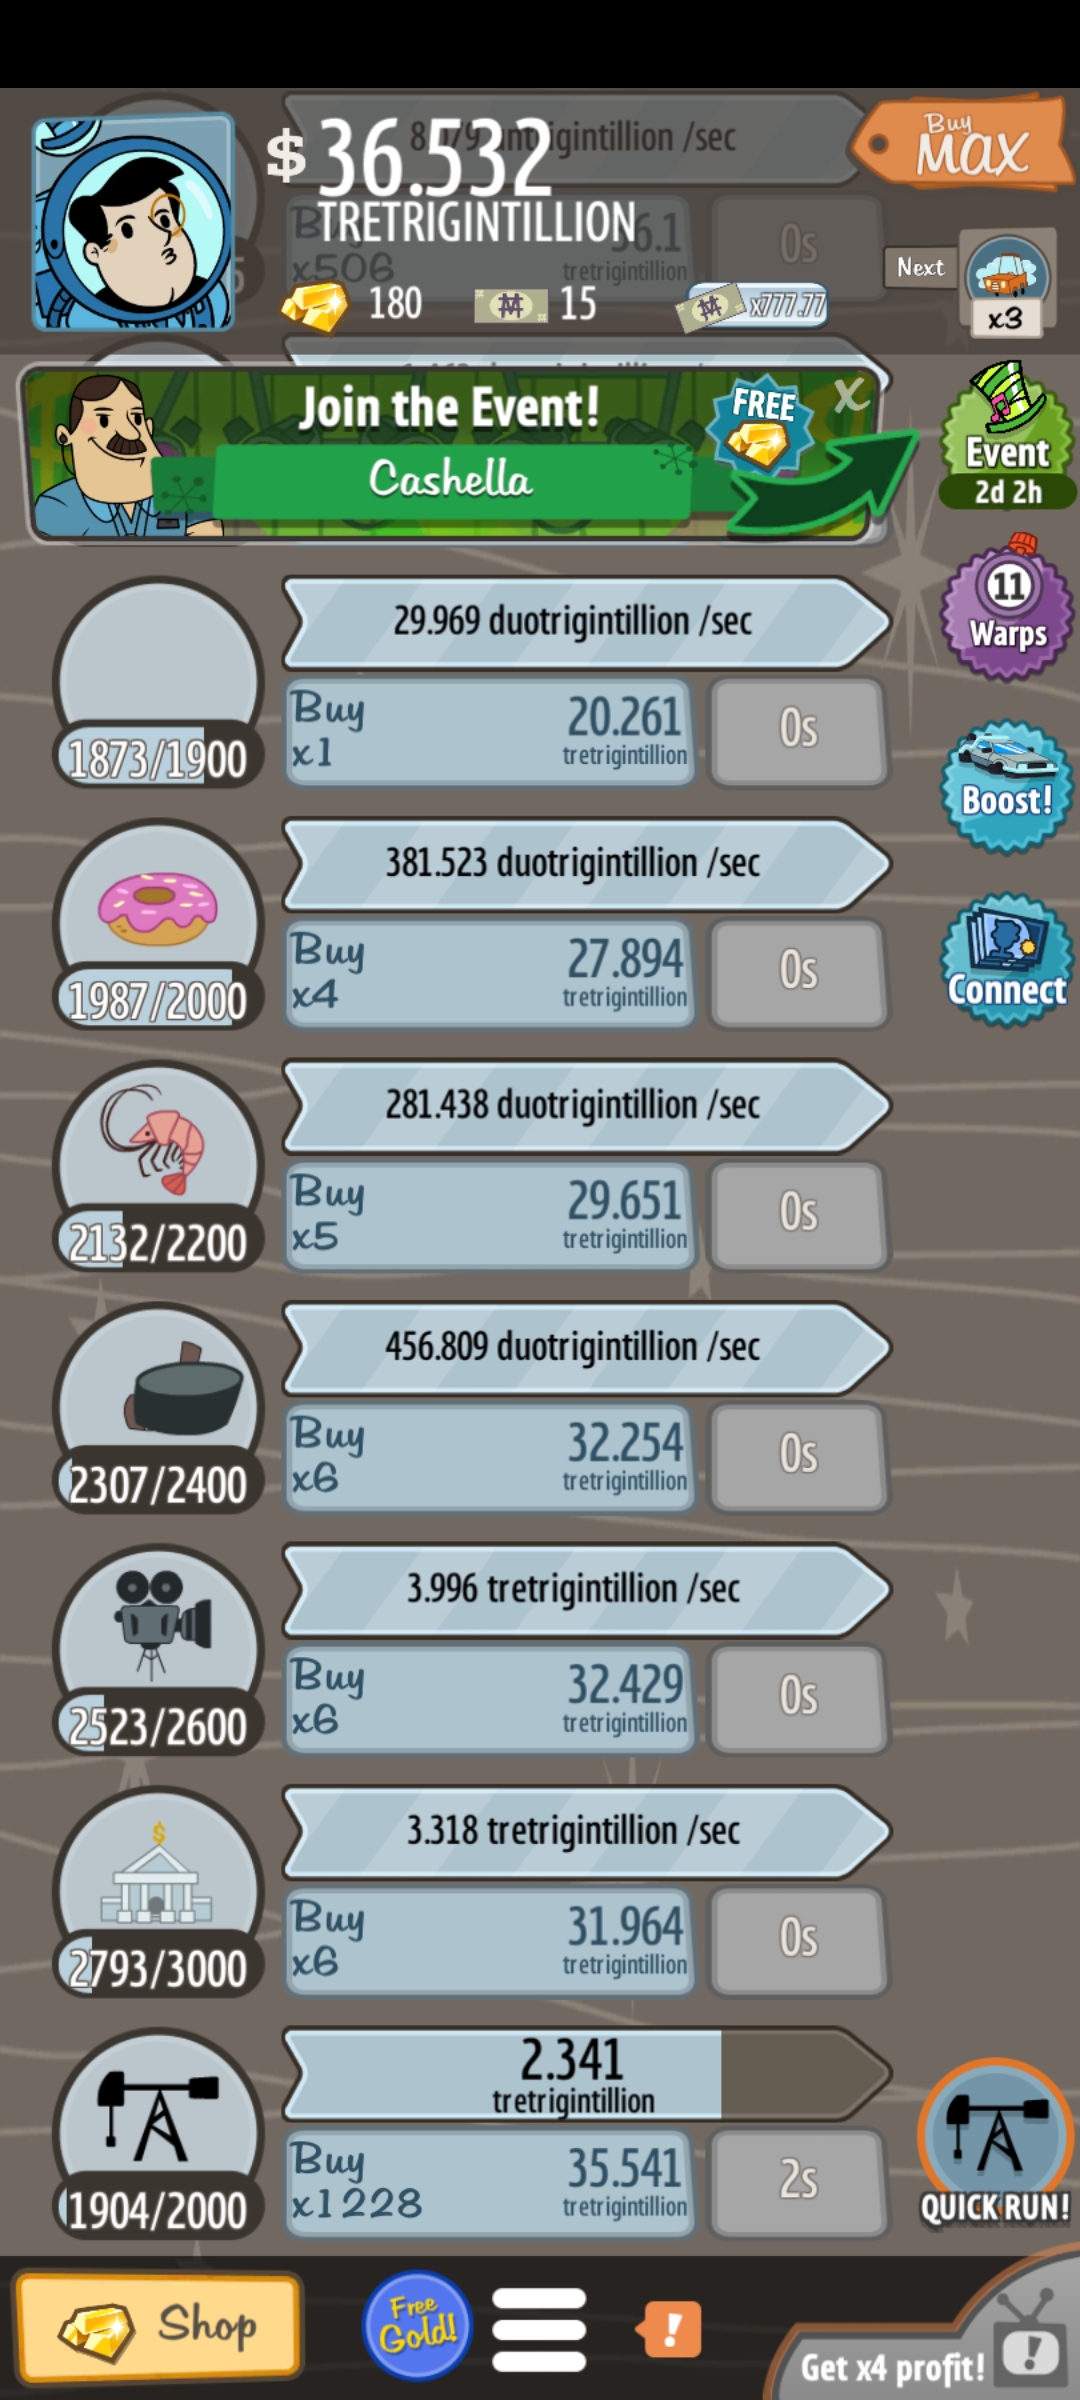 $ 36.532
TRETRIGINTILLION
/sec
Buy
MAX
x506
tretrigintillion
0s
Next
x3
180
15
x777.77
Join the Event!
FREE
X
Cashella
Event
2d 2h
29.969 duotrigintillion /sec
11
Warps
Buy
x1
20.261
tretrigintillion
0s
1873/1900
Boost!
381.523 duotrigintillion /sec
Buy
x4
27.894
tretrigintillion
0s
1987/2000
Connect
281.438 duotrigintillion /sec
Buy
x5
29.651
tretrigintillion
0s
2132/2200
456.809 duotrigintillion /sec
Buy
x6
32.254
tretrigintillion
0s
2307/2400
3.996 tretrigintillion /sec
Buy
x6
32.429
tretrigintillion
0s
2523/2600
3.318 tretrigintillion /sec
Buy
x6
31.964
tretrigintillion
0s
2793/3000
2.341
tretrigintillion
Buy
x1228
35.541
tretrigintillion
2s
1904/2000
QUICK RUN!
Shop
Free
Gold!
!
Get x4 profit!
!